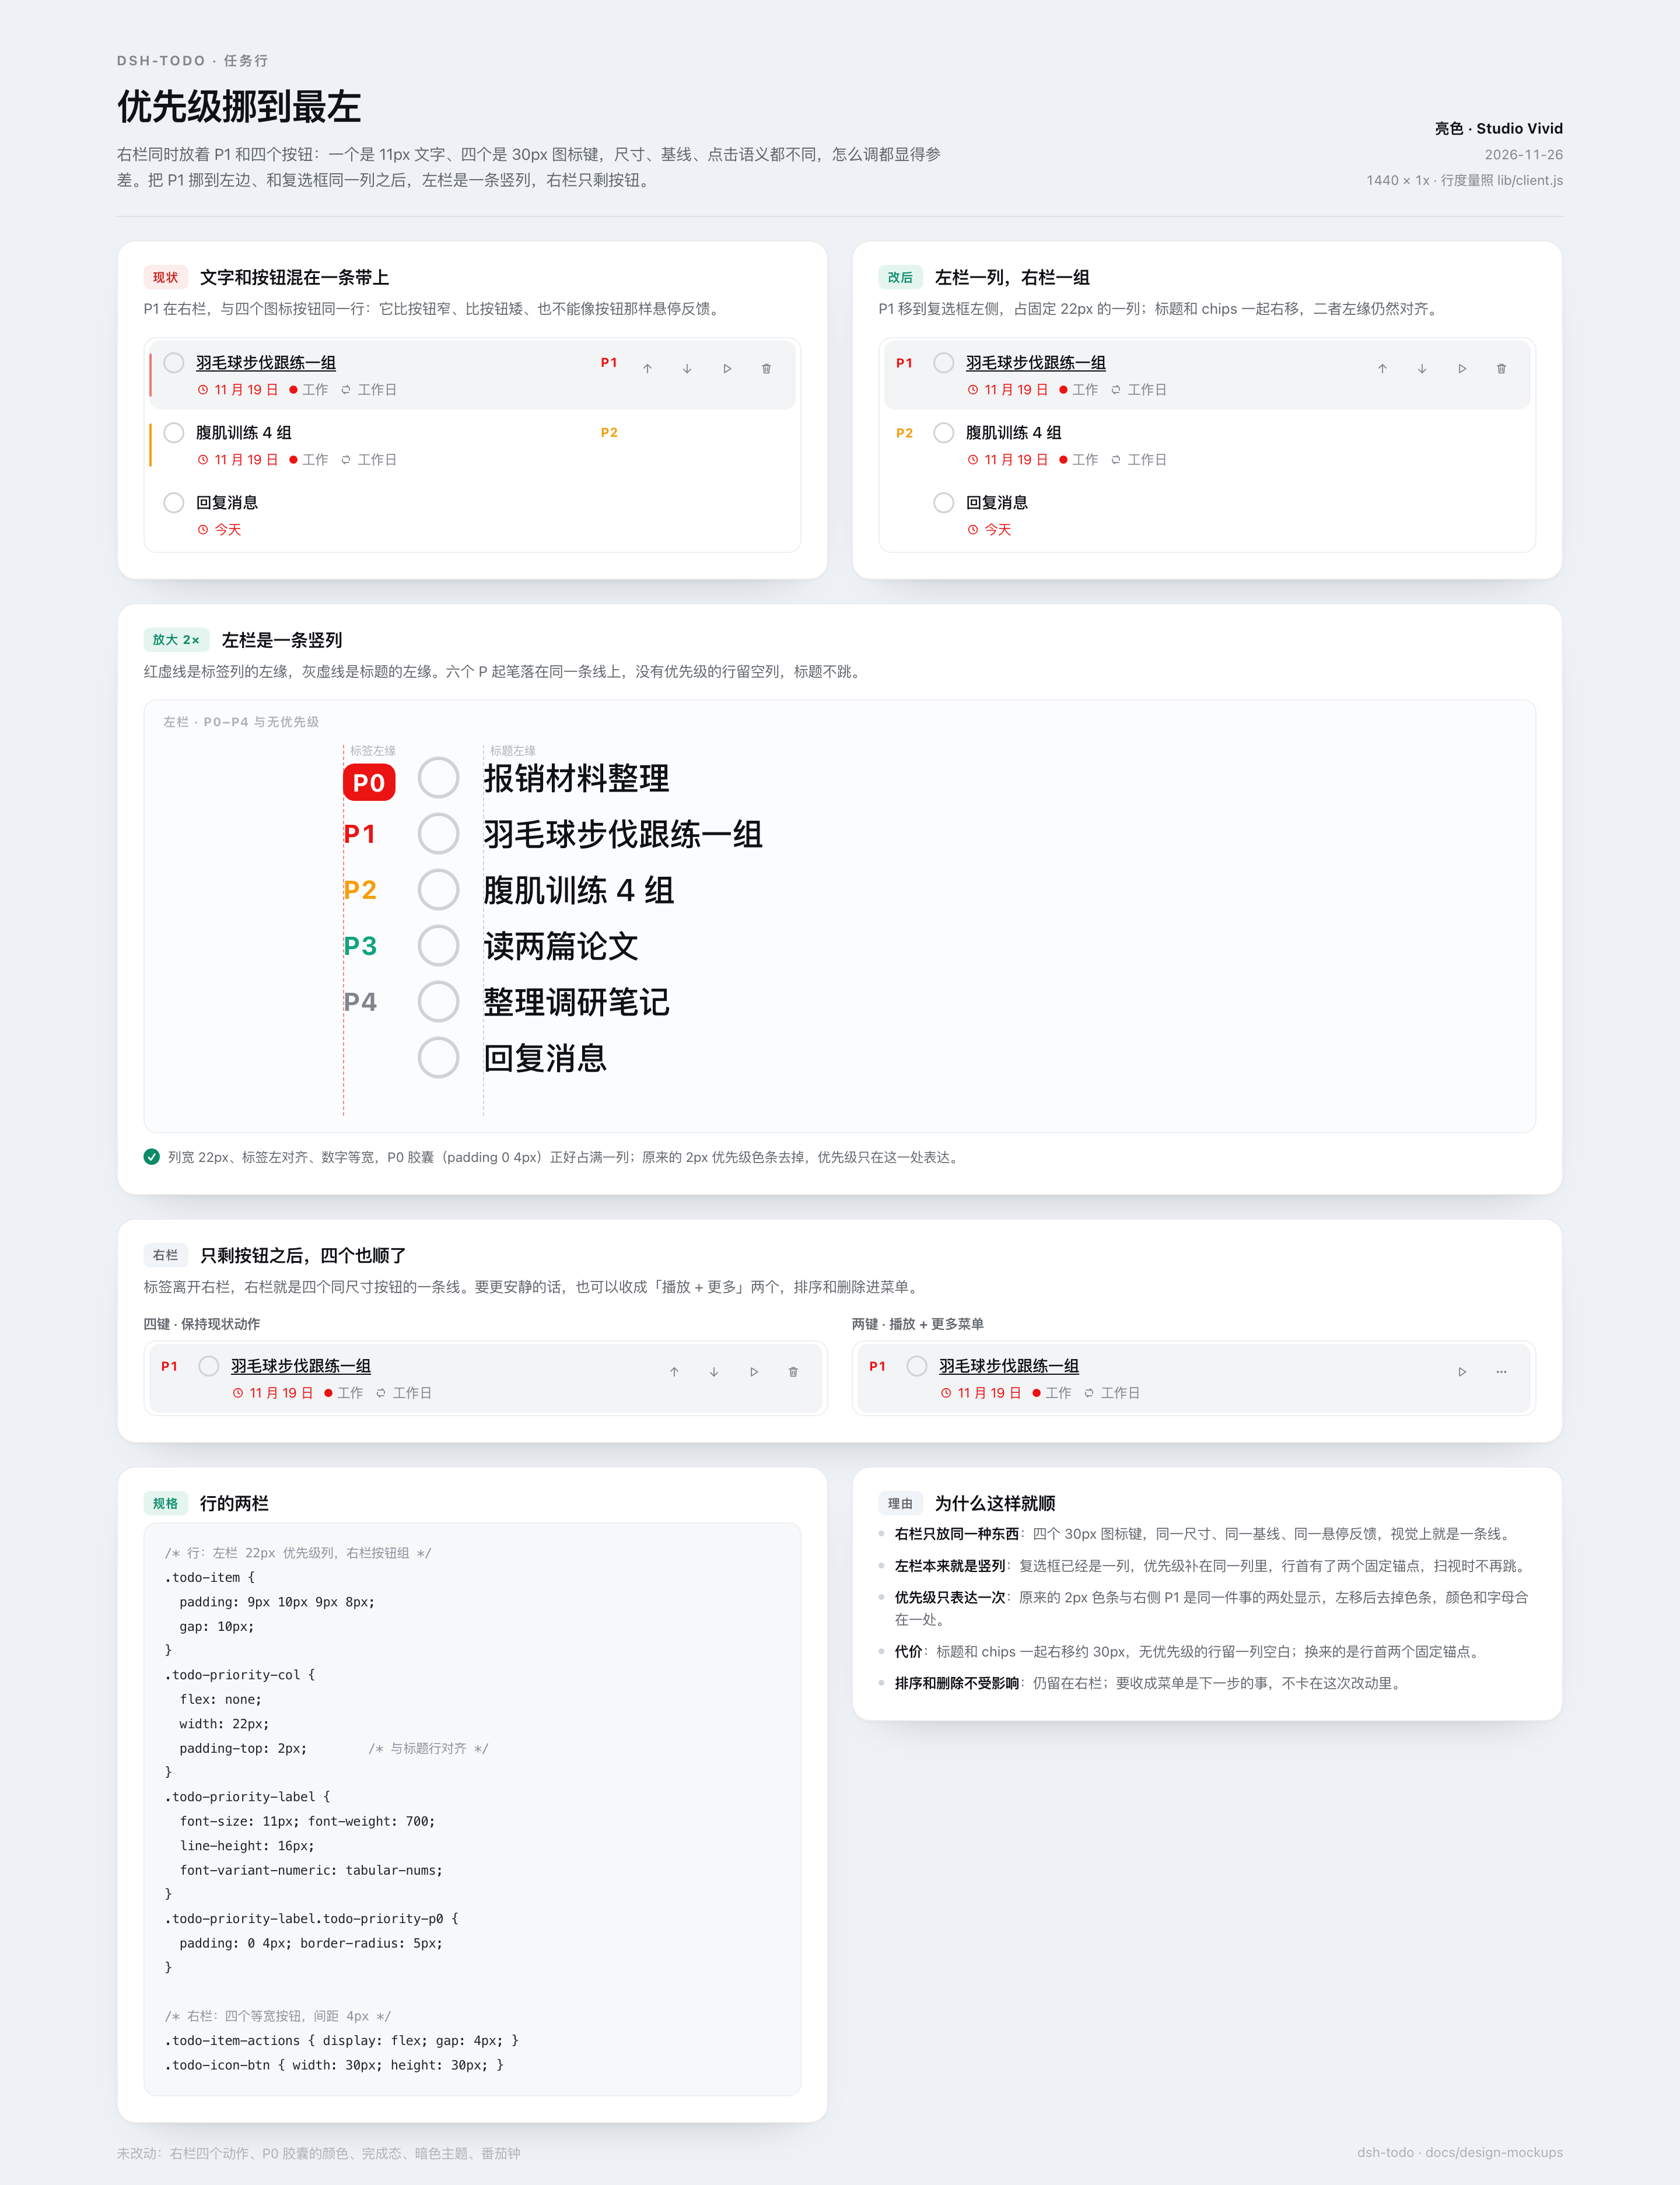 DSH-TODO · 任务行
优先级挪到最左
右栏同时放着 P1 和四个按钮：一个是 11px 文字、四个是 30px 图标键，尺寸、基线、点击语义都不同，怎么调都显得参
差。把 P1 挪到左边、和复选框同一列之后，左栏是一条竖列，右栏只剩按钮。
亮色 · Studio Vivid
2026-11-26
1440 × 1x · 行度量照 lib/client.js
现状 文字和按钮混在一条带上
P1 在右栏，与四个图标按钮同一行：它比按钮窄、比按钮矮、也不能像按钮那样悬停反馈。
羽毛球步伐跟练一组 P1
11 月 19 日 工作 工作日
腹肌训练 4 组 P2
11 月 19 日 工作 工作日
回复消息
今天
改后 左栏一列，右栏一组
P1 移到复选框左侧，占固定 22px 的一列；标题和 chips 一起右移，二者左缘仍然对齐。
P1 羽毛球步伐跟练一组
11 月 19 日 工作 工作日
P2 腹肌训练 4 组
11 月 19 日 工作 工作日
回复消息
今天
放大 2× 左栏是一条竖列
红虚线是标签列的左缘，灰虚线是标题的左缘。六个 P 起笔落在同一条线上，没有优先级的行留空列，标题不跳。
左栏 · P0–P4 与无优先级
标签左缘 标题左缘
P0 报销材料整理
P1 羽毛球步伐跟练一组
P2 腹肌训练 4 组
P3 读两篇论文
P4 整理调研笔记
回复消息
列宽 22px、标签左对齐、数字等宽，P0 胶囊（padding 0 4px）正好占满一列；原来的 2px 优先级色条去掉，优先级只在这一处表达。
右栏 只剩按钮之后，四个也顺了
标签离开右栏，右栏就是四个同尺寸按钮的一条线。要更安静的话，也可以收成「播放 + 更多」两个，排序和删除进菜单。
四键 · 保持现状动作
P1 羽毛球步伐跟练一组
11 月 19 日 工作 工作日
两键 · 播放 + 更多菜单
P1 羽毛球步伐跟练一组
11 月 19 日 工作 工作日
规格 行的两栏
/* 行：左栏 22px 优先级列，右栏按钮组 */
.todo-item {
  padding: 9px 10px 9px 8px;
  gap: 10px;
}
.todo-priority-col {
  flex: none;
  width: 22px;
  padding-top: 2px;        /* 与标题行对齐 */
}
.todo-priority-label {
  font-size: 11px; font-weight: 700;
  line-height: 16px;
  font-variant-numeric: tabular-nums;
}
.todo-priority-label.todo-priority-p0 {
  padding: 0 4px; border-radius: 5px;
}
/* 右栏：四个等宽按钮，间距 4px */
.todo-item-actions { display: flex; gap: 4px; }
.todo-icon-btn { width: 30px; height: 30px; }
理由 为什么这样就顺
右栏只放同一种东西：四个 30px 图标键，同一尺寸、同一基线、同一悬停反馈，视觉上就是一条线。
左栏本来就是竖列：复选框已经是一列，优先级补在同一列里，行首有了两个固定锚点，扫视时不再跳。
优先级只表达一次：原来的 2px 色条与右侧 P1 是同一件事的两处显示，左移后去掉色条，颜色和字母合
在一处。
代价：标题和 chips 一起右移约 30px，无优先级的行留一列空白；换来的是行首两个固定锚点。
排序和删除不受影响：仍留在右栏；要收成菜单是下一步的事，不卡在这次改动里。
未改动：右栏四个动作、P0 胶囊的颜色、完成态、暗色主题、番茄钟
dsh-todo · docs/design-mockups